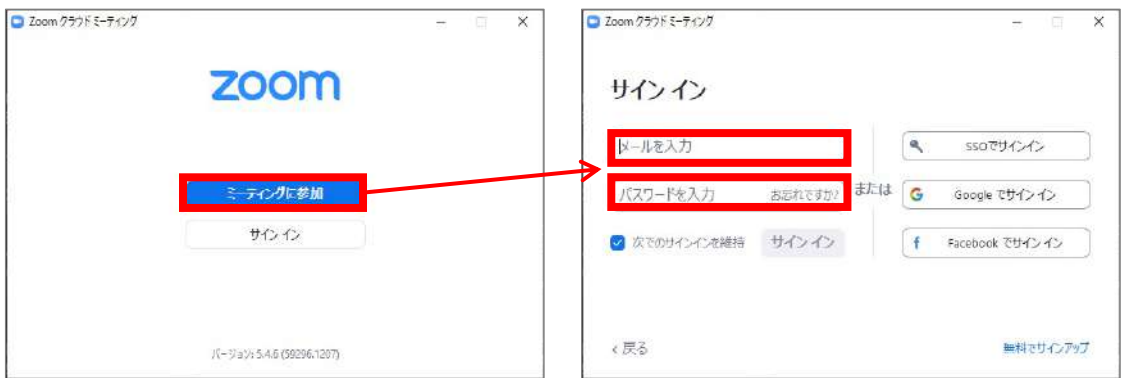 Zoom クラウド ミーティング
zoom
ミーティングに参加
サイン イン
バージョン: 5.4.6 (59296.1207)
Zoom クラウド ミーティング
サイン イン
メールを入力
パスワードを入力 お忘れですか?
次でのサインインを維持 サイン イン
または
SSOでサインイン
Google でサイン イン
Facebook でサイン イン
< 戻る
無料でサインアップ